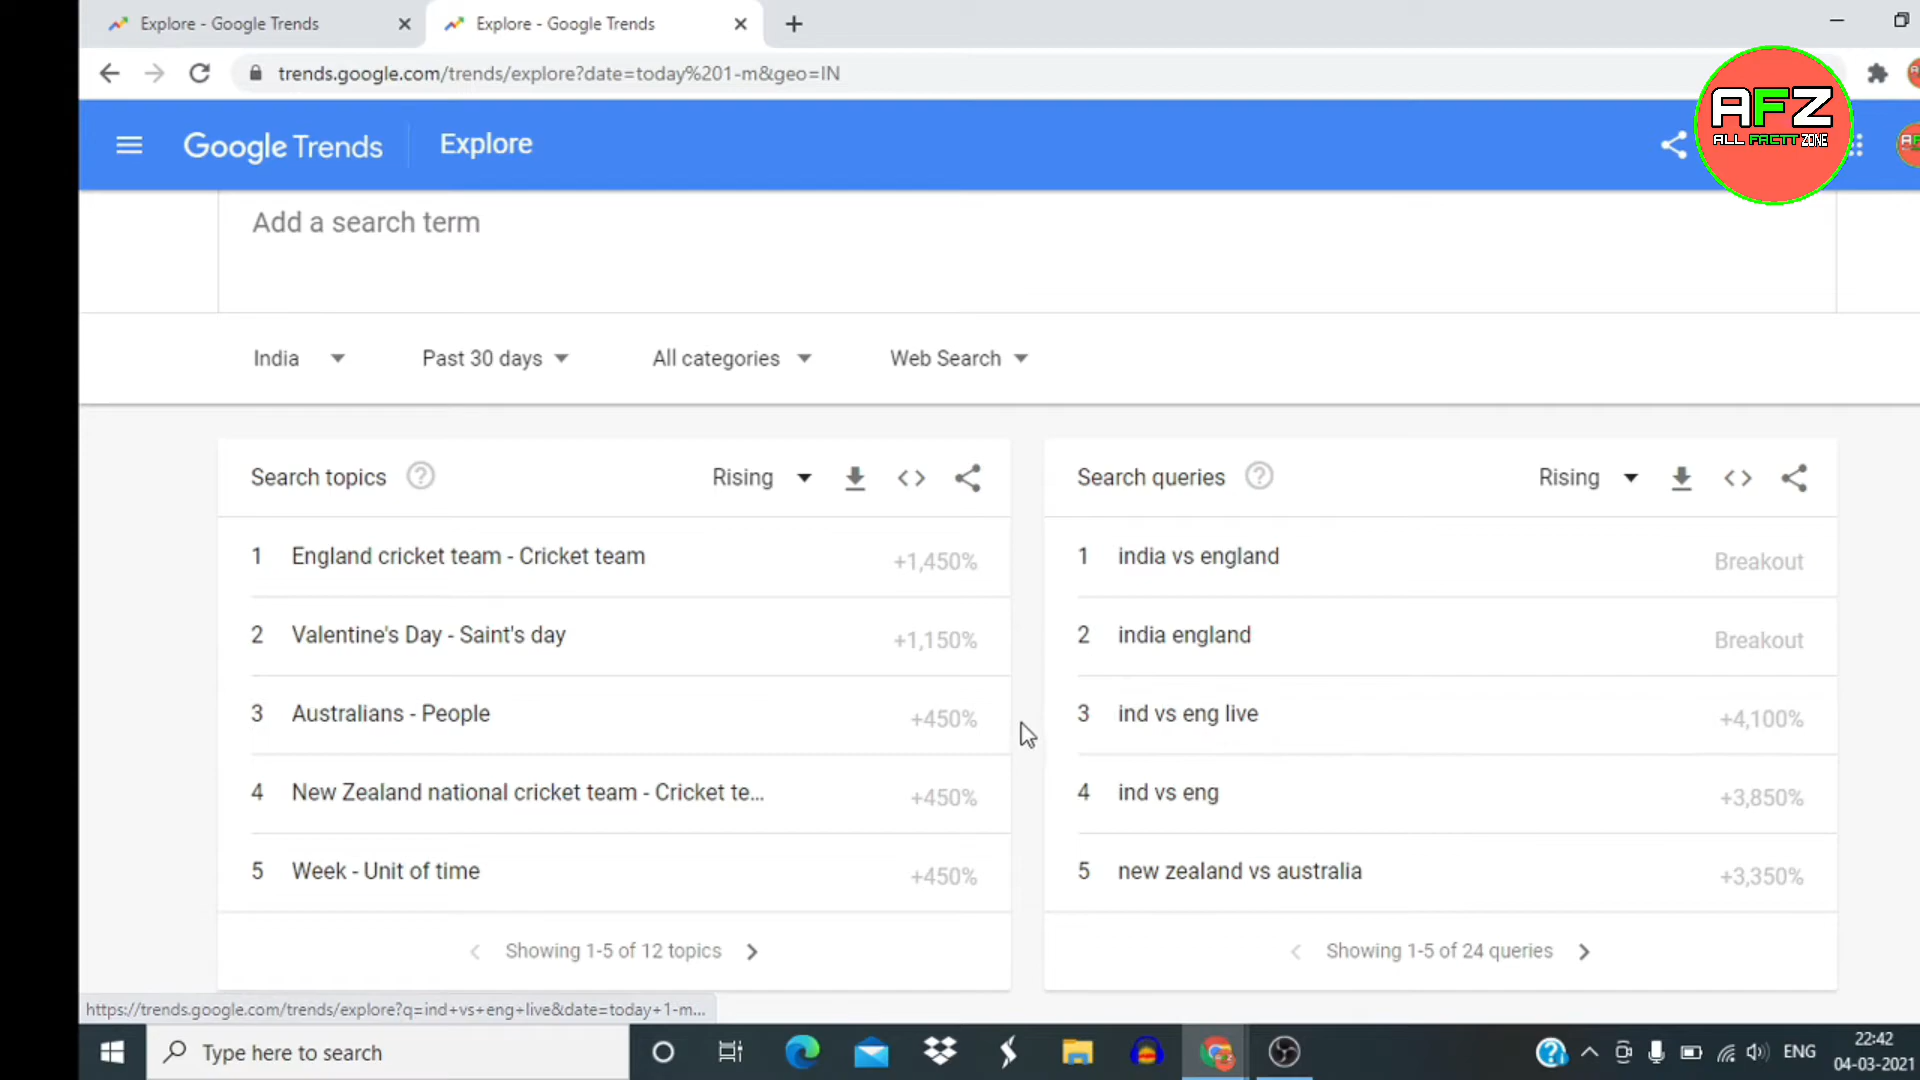 Explore - Google Trends
Explore - Google Trends
trends.google.com/trends/explore?date=today%201-m&geo=IN
Google Trends
Explore
AFZ
ALL FACTT ZONE
Add a search term
India
Past 30 days
All categories
Web Search
Search topics
Rising
1 England cricket team - Cricket team +1,450%
2 Valentine's Day - Saint's day +1,150%
3 Australians - People +450%
4 New Zealand national cricket team - Cricket te... +450%
5 Week - Unit of time +450%
Showing 1-5 of 12 topics
Search queries
Rising
1 india vs england Breakout
2 india england Breakout
3 ind vs eng live +4,100%
4 ind vs eng +3,850%
5 new zealand vs australia +3,350%
Showing 1-5 of 24 queries
https://trends.google.com/trends/explore?q=ind+vs+eng+live&date=today+1-m...
Type here to search
ENG
22:42
04-03-2021